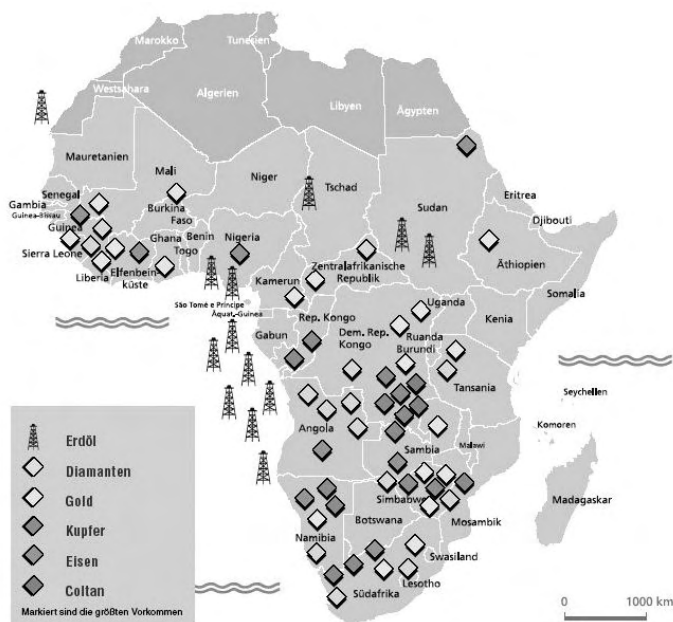 Marokko
Tunesien
Algerien
Libyen
Ägypten
Westsahara
Mauretanien
Mali
Niger
Tschad
Sudan
Eritrea
Djibouti
Senegal
Gambia
Guinea-Bissau
Guinea
Burkina
Faso
Sierra Leone
Liberia
Elfenbein
küste
Ghana
Togo
Benin
Nigeria
Kamerun
Zentralafrikanische
Republik
Äthiopien
Somalia
São Tomé e Príncipe
Äquat.-Guinea
Gabun
Rep. Kongo
Dem. Rep.
Kongo
Uganda
Kenia
Ruanda
Burundi
Tansania
Seychellen
Komoren
Angola
Sambia
Malawi
Simbabwe
Mosambik
Madagaskar
Namibia
Botswana
Swasiland
Lesotho
Südafrika
Erdöl
Diamanten
Gold
Kupfer
Eisen
Coltan
Markiert sind die größten Vorkommen
0 1000 km